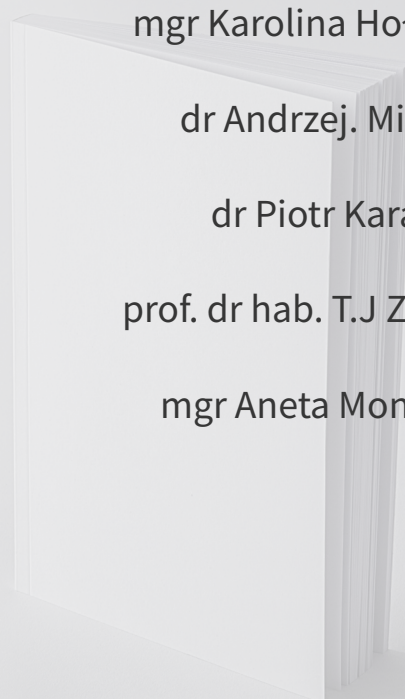 mgr Karolina
dr Andrzej.
dr Piotr
prof. dr hab. T.J
mgr Aneta